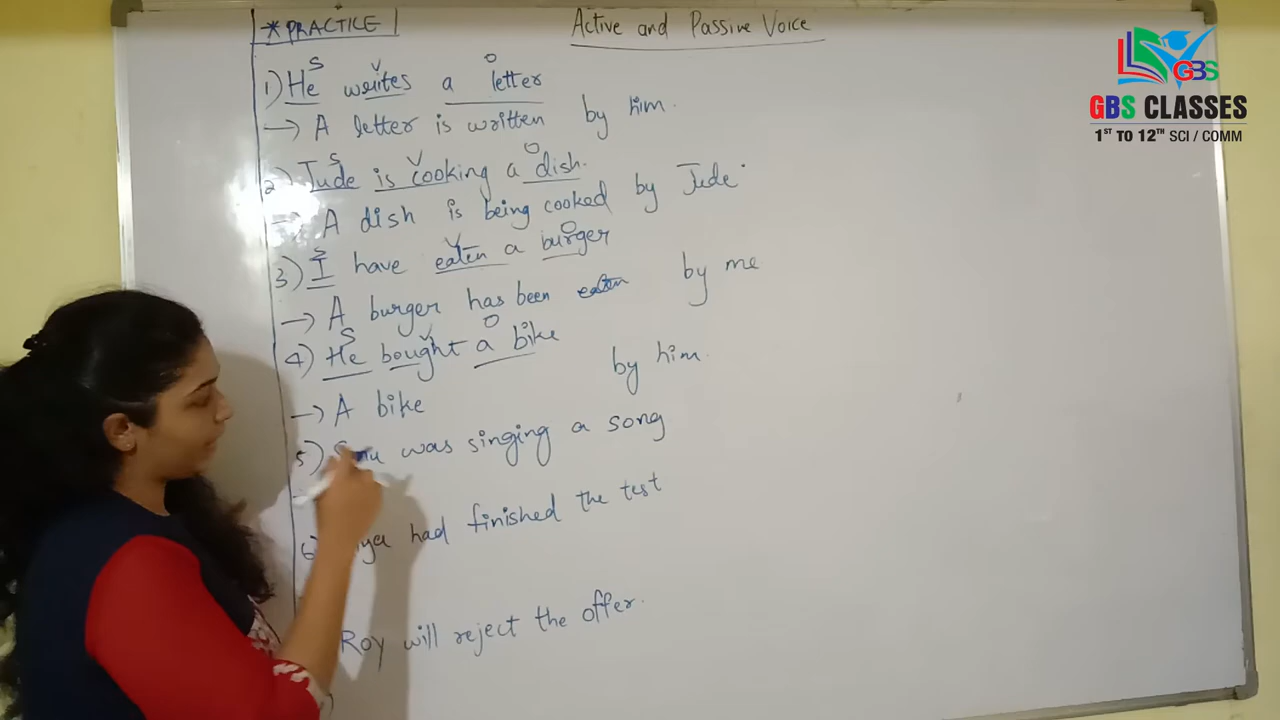 *PRACTICE
Active and Passive Voice
S V O
1) He writes a letter
→ A letter is written by him.
S V O
2) Jude is cooking a dish.
→ A dish is being cooked by Jude.
S V O
3) I have eaten a burger
→ A burger has been eaten by me
S V O
4) He bought a bike
→ A bike by him.
5) was singing a song
6) had finished the test
Roy will reject the offer.
GBS
GBS CLASSES
1ST TO 12TH SCI / COMM